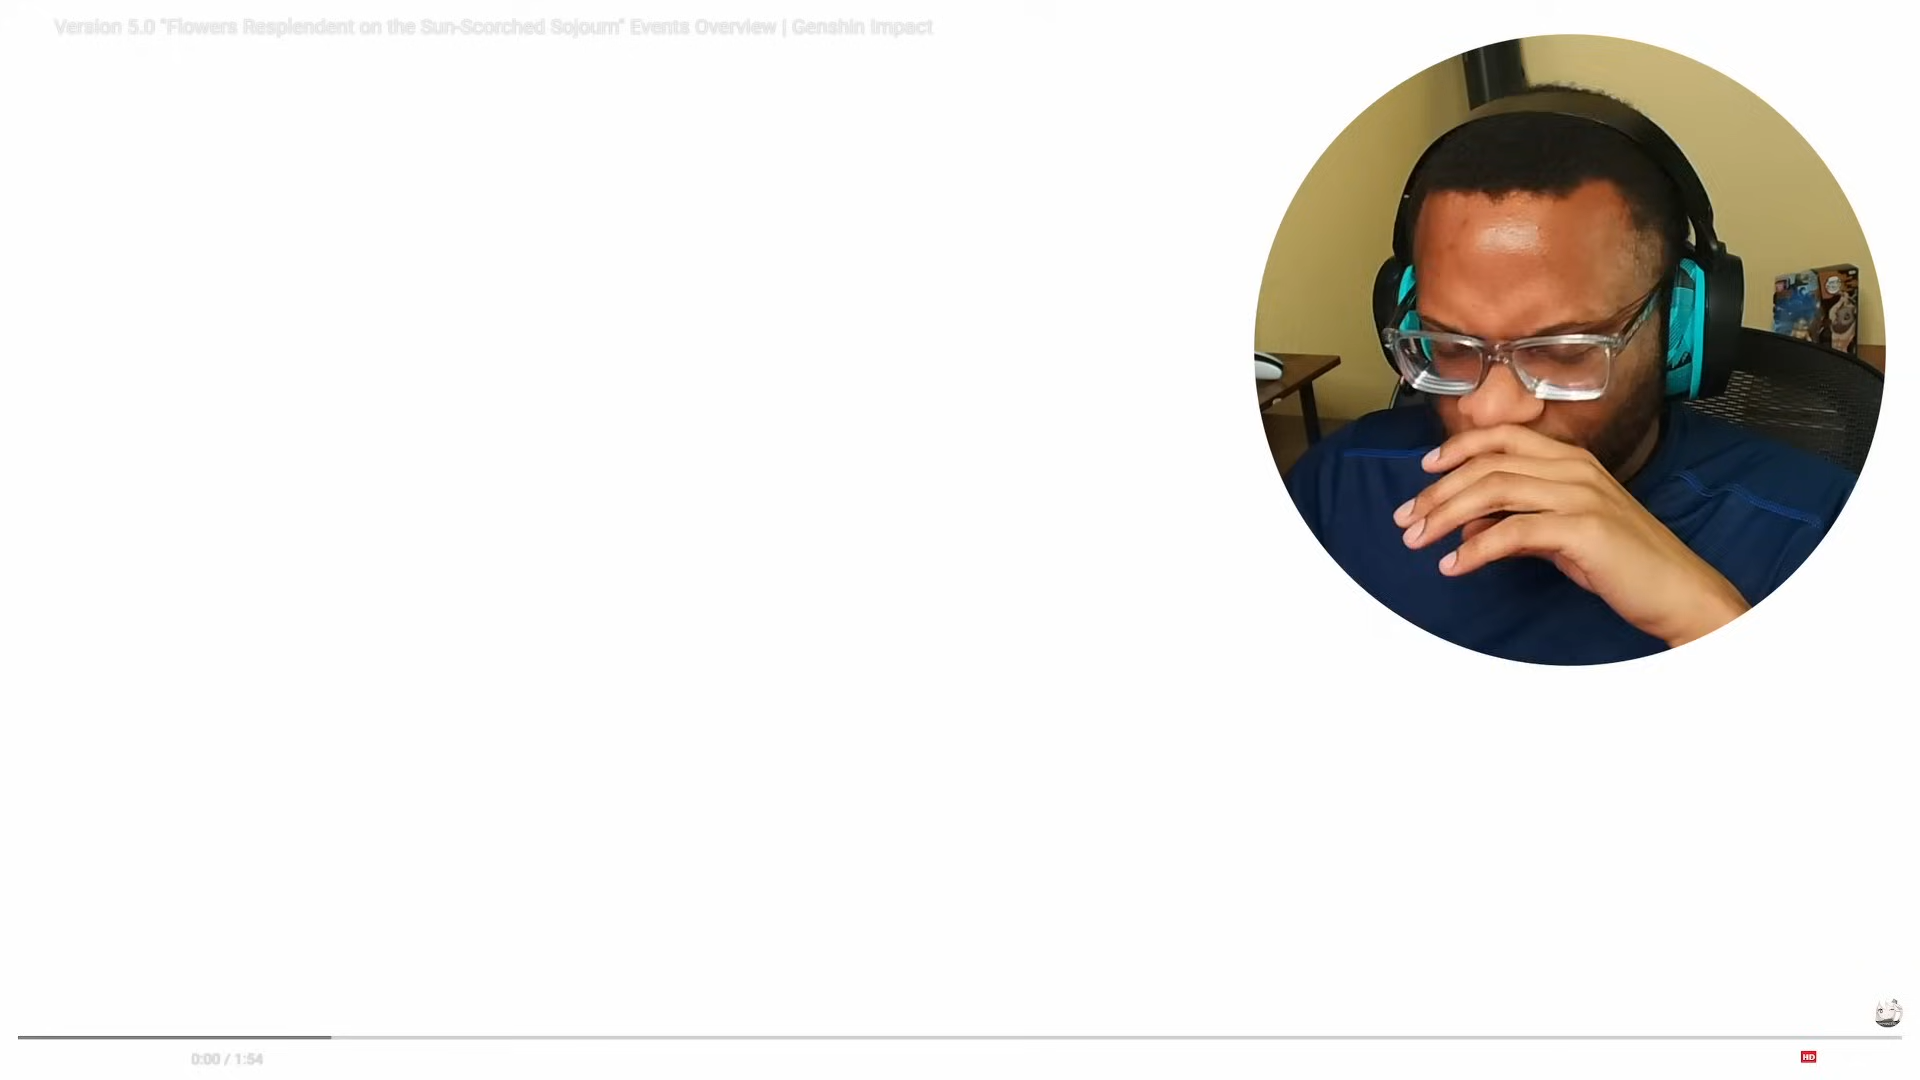 Version 5.0 "Flowers Resplendent on the Sun-Scorched Sojourn" Events Overview | Genshin Impact
0:00 / 1:54
HD